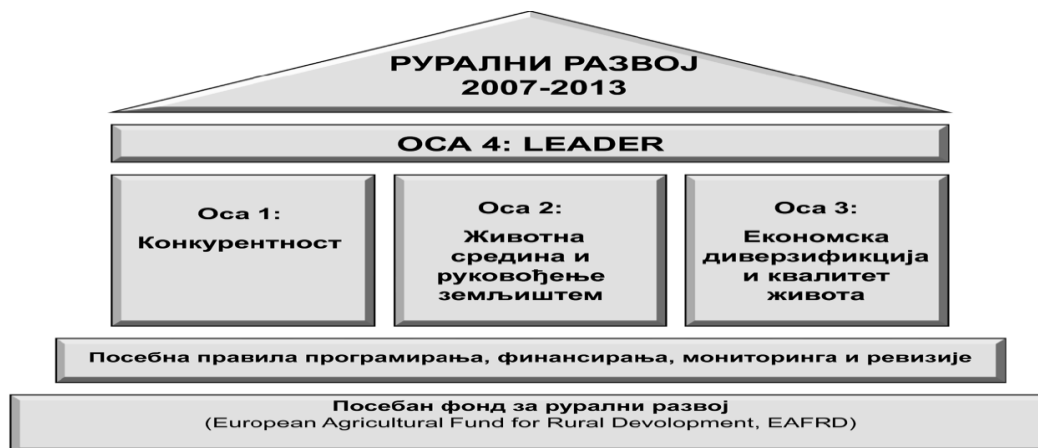 РУРАЛНИ РАЗВОЈ
2007-2013
ОСА 4: LEADER
Оса 1:
Конкурентност
Оса 2:
Животна
средина и
руковођење
земљиштем
Оса 3:
Економска
диверзификција
и квалитет
живота
Посебна правила програмирања, финансирања, мониторинга и ревизије
Посебан фонд за рурални развој
(European Agricultural Fund for Rural Devolopment, EAFRD)